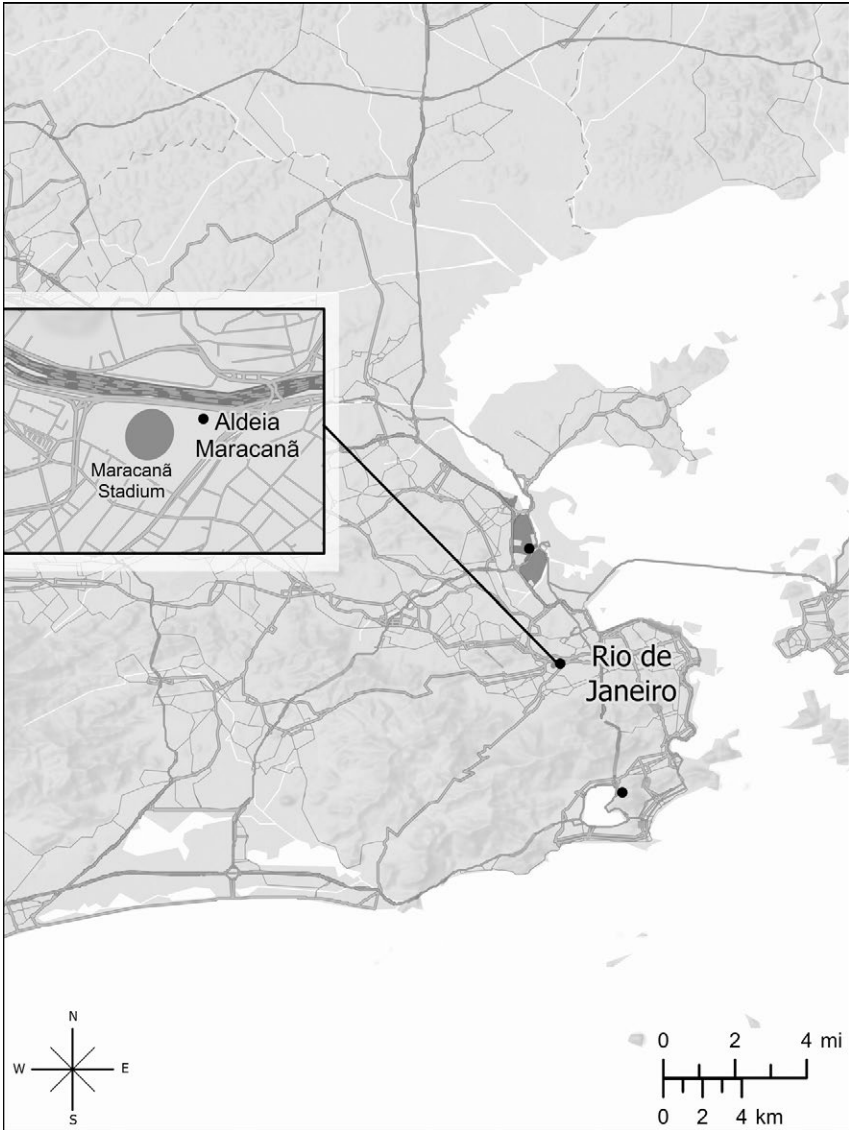 Aldeia
Maracanã
Maracanã
Stadium
Rio de
Janeiro
N
W E
S
0 2 4 mi
0 2 4 km